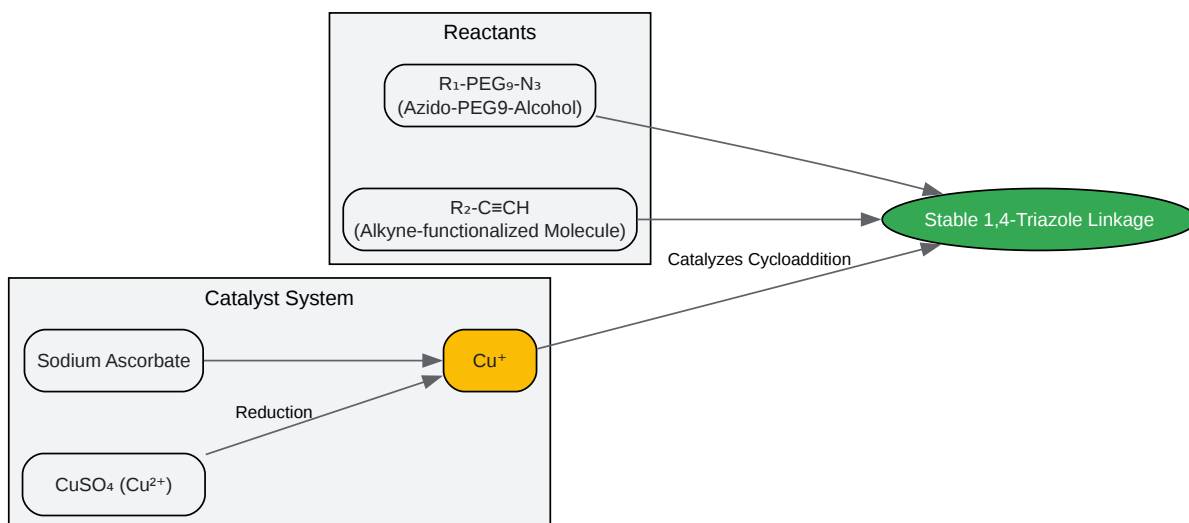 Reactants
R₁-PEG₉-N₃
(Azido-PEG9-Alcohol)
R₂-C≡CH
(Alkyne-functionalized Molecule)
Stable 1,4-Triazole Linkage
Catalyzes Cycloaddition
Catalyst System
Sodium Ascorbate
Cu⁺
Reduction
CuSO₄ (Cu²⁺)